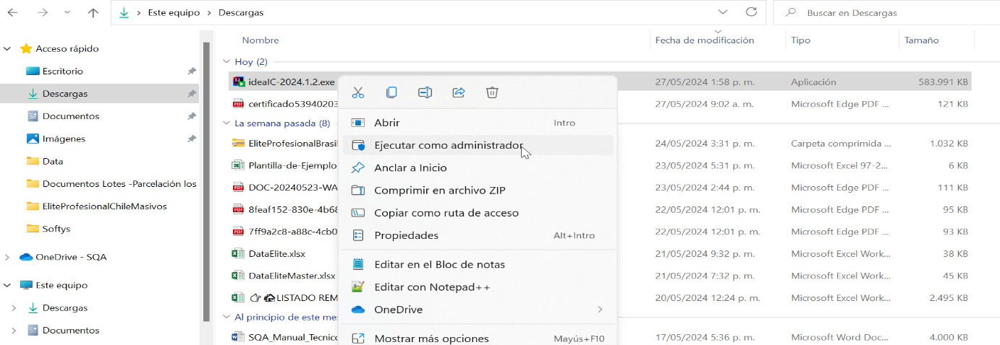 Este equipo > Descargas
Buscar en Descargas
Nombre
Fecha de modificación
Tipo
Tamaño
Acceso rápido
Escritorio
Descargas
Documentos
Imágenes
Data
Documentos Lotes -Parcelación los
EliteProfesionalChileMasivos
Softys
OneDrive - SQA
Este equipo
Descargas
Documentos
Hoy (2)
ideaIC-2024.1.2.exe
27/05/2024 1:58 p. m.
Aplicación
583.991 KB
certificado53940203
27/05/2024 9:02 a. m.
Microsoft Edge PDF ...
121 KB
La semana pasada (8)
EliteProfesionalBrasi
24/05/2024 3:31 p. m.
Carpeta comprimida ...
1.032 KB
Plantilla-de-Ejemplo
23/05/2024 5:31 p. m.
Microsoft Excel 97-2...
6 KB
DOC-20240523-WA
23/05/2024 2:44 p. m.
Microsoft Edge PDF ...
111 KB
8feaf152-830e-4b68
22/05/2024 12:01 p. m.
Microsoft Edge PDF ...
95 KB
7ff9a2c8-a88c-4cb0
22/05/2024 12:01 p. m.
Microsoft Edge PDF ...
93 KB
DataElite.xlsx
21/05/2024 9:32 p. m.
Microsoft Excel Work...
38 KB
DataEliteMaster.xlsx
21/05/2024 7:32 p. m.
Microsoft Excel Work...
45 KB
LISTADO REM
20/05/2024 12:24 p. m.
Microsoft Excel Work...
2.495 KB
Al principio de este mes
SQA_Manual_Tecnico
17/05/2024 5:36 p. m.
Microsoft Word Doc...
4.000 KB
Abrir Intro
Ejecutar como administrador
Anclar a Inicio
Comprimir en archivo ZIP
Copiar como ruta de acceso
Propiedades Alt+Intro
Editar en el Bloc de notas
Editar con Notepad++
OneDrive
Mostrar más opciones Mayús+F10